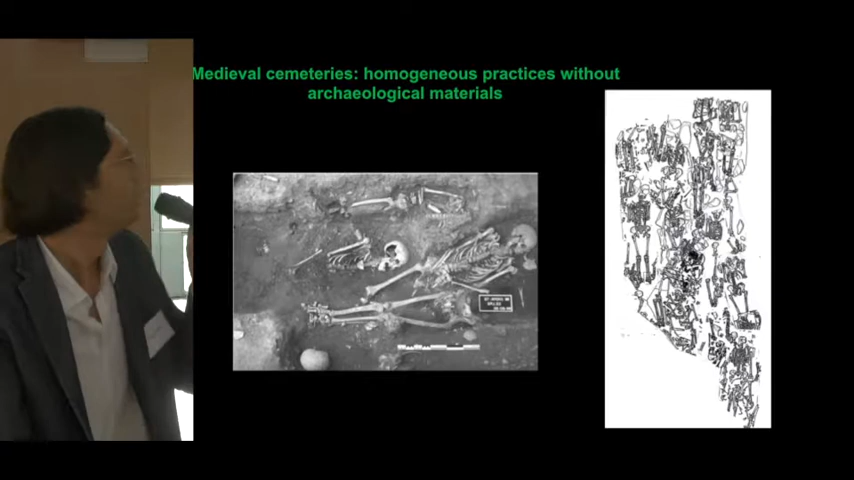 Medieval cemeteries: homogeneous practices without
archaeological materials